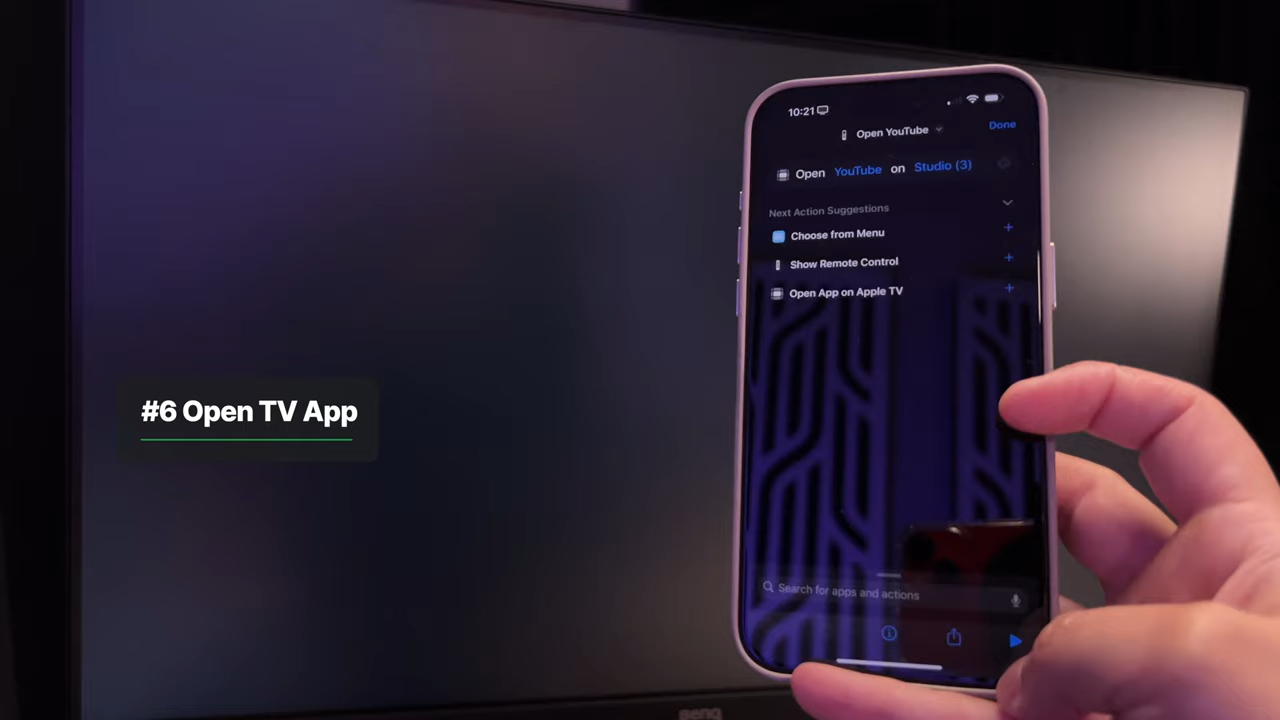 #6 Open TV App
10:21
Open YouTube
Done
Open YouTube on Studio (3)
Next Action Suggestions
Choose from Menu
Show Remote Control
Open App on Apple TV
Search for apps and actions
BenQ